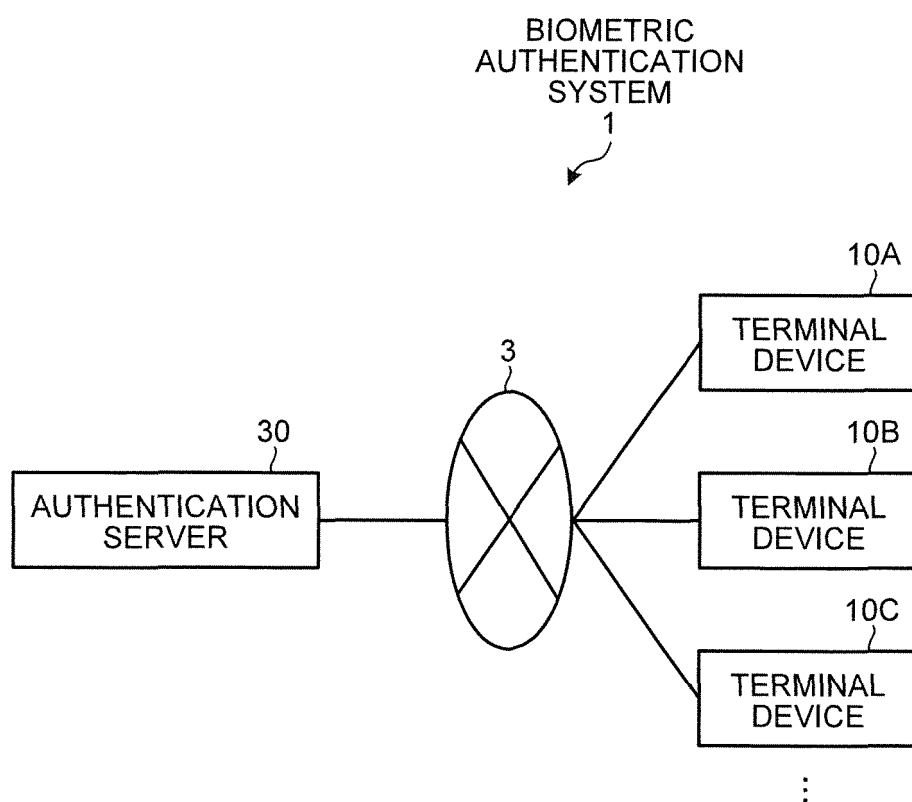 BIOMETRIC
AUTHENTICATION
SYSTEM
1
10A
TERMINAL
DEVICE
3
30
AUTHENTICATION
SERVER
10B
TERMINAL
DEVICE
10C
TERMINAL
DEVICE
⋮